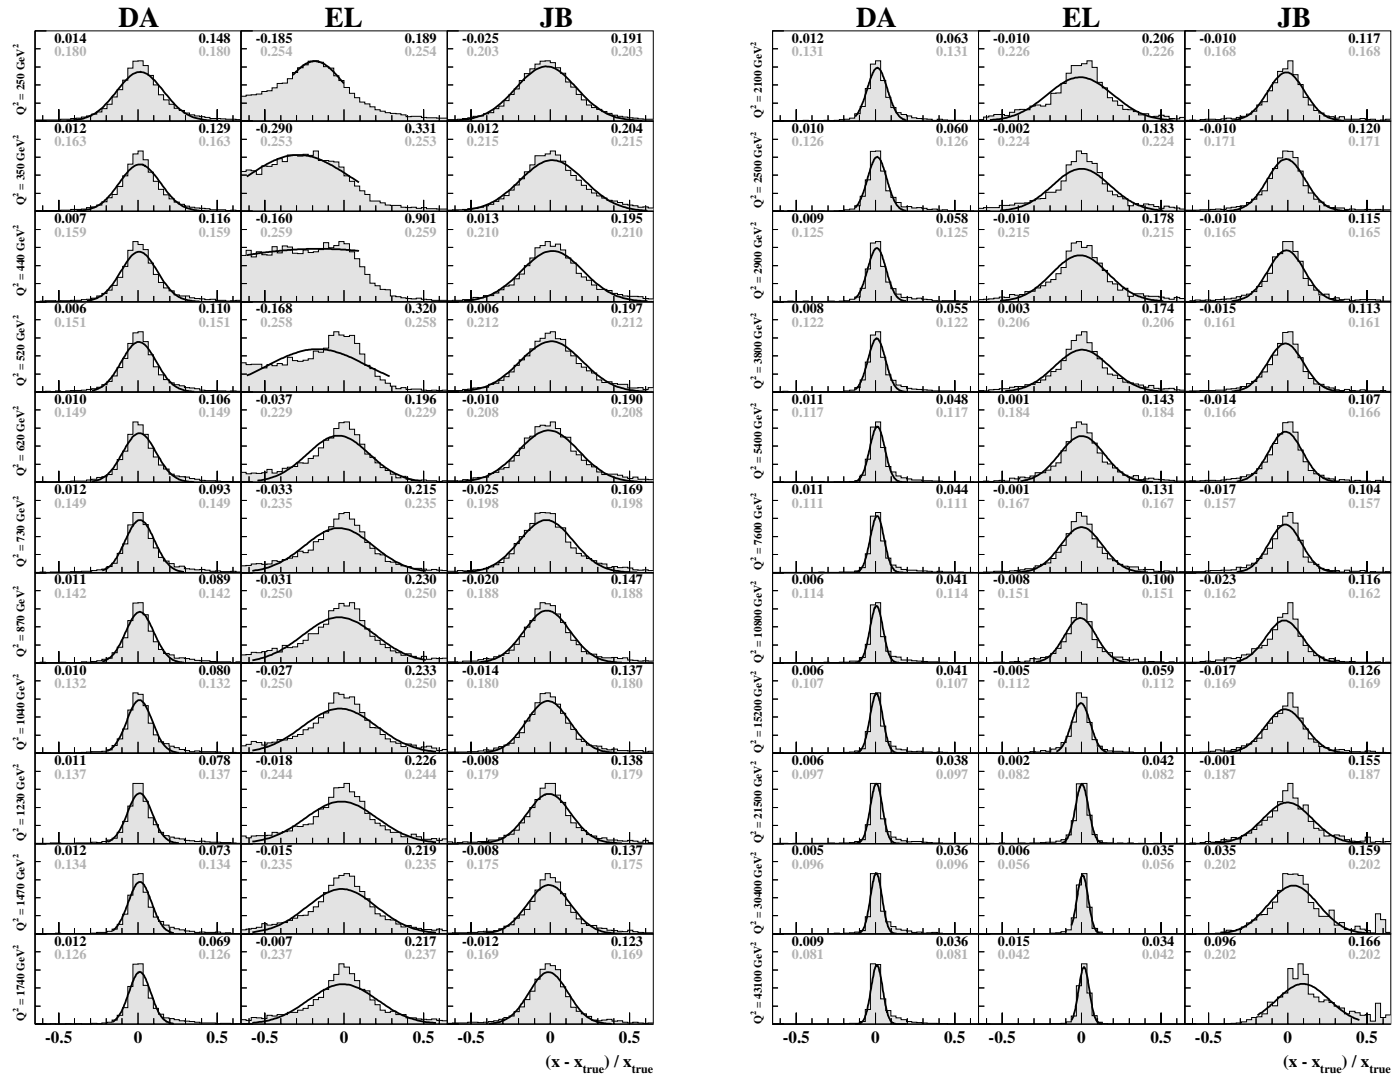 DA EL JB DA EL JB
0.014 0.148 -0.185 0.189 -0.025 0.191 0.012 0.063 -0.010 0.206 -0.010 0.117
0.180 0.180 0.254 0.254 0.203 0.203 0.131 0.131 0.226 0.226 0.168 0.168
Q² = 250 GeV² Q² = 2100 GeV²
0.012 0.129 -0.290 0.331 0.012 0.204 0.010 0.060 -0.002 0.183 -0.010 0.120
0.163 0.163 0.253 0.253 0.215 0.215 0.126 0.126 0.224 0.224 0.171 0.171
Q² = 350 GeV² Q² = 2500 GeV²
0.007 0.116 -0.160 0.901 0.013 0.195 0.009 0.058 -0.010 0.178 -0.010 0.115
0.159 0.159 0.259 0.259 0.210 0.210 0.125 0.125 0.215 0.215 0.165 0.165
Q² = 440 GeV² Q² = 2900 GeV²
0.006 0.110 -0.168 0.320 0.006 0.197 0.008 0.055 0.003 0.174 -0.015 0.113
0.151 0.151 0.258 0.258 0.212 0.212 0.122 0.122 0.206 0.206 0.161 0.161
Q² = 520 GeV² Q² = 3800 GeV²
0.010 0.106 -0.037 0.196 -0.010 0.190 0.011 0.048 0.001 0.143 -0.014 0.107
0.149 0.149 0.229 0.229 0.208 0.208 0.117 0.117 0.184 0.184 0.166 0.166
Q² = 620 GeV² Q² = 5400 GeV²
0.012 0.093 -0.033 0.215 -0.025 0.169 0.011 0.044 -0.001 0.131 -0.017 0.104
0.149 0.149 0.235 0.235 0.198 0.198 0.111 0.111 0.167 0.167 0.157 0.157
Q² = 730 GeV² Q² = 7600 GeV²
0.011 0.089 -0.031 0.230 -0.020 0.147 0.006 0.041 -0.008 0.100 -0.023 0.116
0.142 0.142 0.250 0.250 0.188 0.188 0.114 0.114 0.151 0.151 0.162 0.162
Q² = 870 GeV² Q² = 10800 GeV²
0.010 0.080 -0.027 0.233 -0.014 0.137 0.006 0.041 -0.005 0.059 -0.017 0.126
0.132 0.132 0.250 0.250 0.180 0.180 0.107 0.107 0.112 0.112 0.169 0.169
Q² = 1040 GeV² Q² = 15200 GeV²
0.011 0.078 -0.018 0.226 -0.008 0.138 0.006 0.038 0.002 0.042 -0.001 0.155
0.137 0.137 0.244 0.244 0.179 0.179 0.097 0.097 0.082 0.082 0.187 0.187
Q² = 1230 GeV² Q² = 21500 GeV²
0.012 0.073 -0.015 0.219 -0.008 0.137 0.005 0.036 0.006 0.035 0.035 0.159
0.134 0.134 0.235 0.235 0.175 0.175 0.096 0.096 0.056 0.056 0.202 0.202
Q² = 1470 GeV² Q² = 30400 GeV²
0.012 0.069 -0.007 0.217 -0.012 0.123 0.009 0.036 0.015 0.034 0.096 0.166
0.126 0.126 0.237 0.237 0.169 0.169 0.081 0.081 0.042 0.042 0.202 0.202
Q² = 1740 GeV² Q² = 43100 GeV²
-0.5 0 0.5 -0.5 0 0.5 -0.5 0 0.5 -0.5 0 0.5 -0.5 0 0.5 -0.5 0 0.5
(x - x_true) / x_true (x - x_true) / x_true